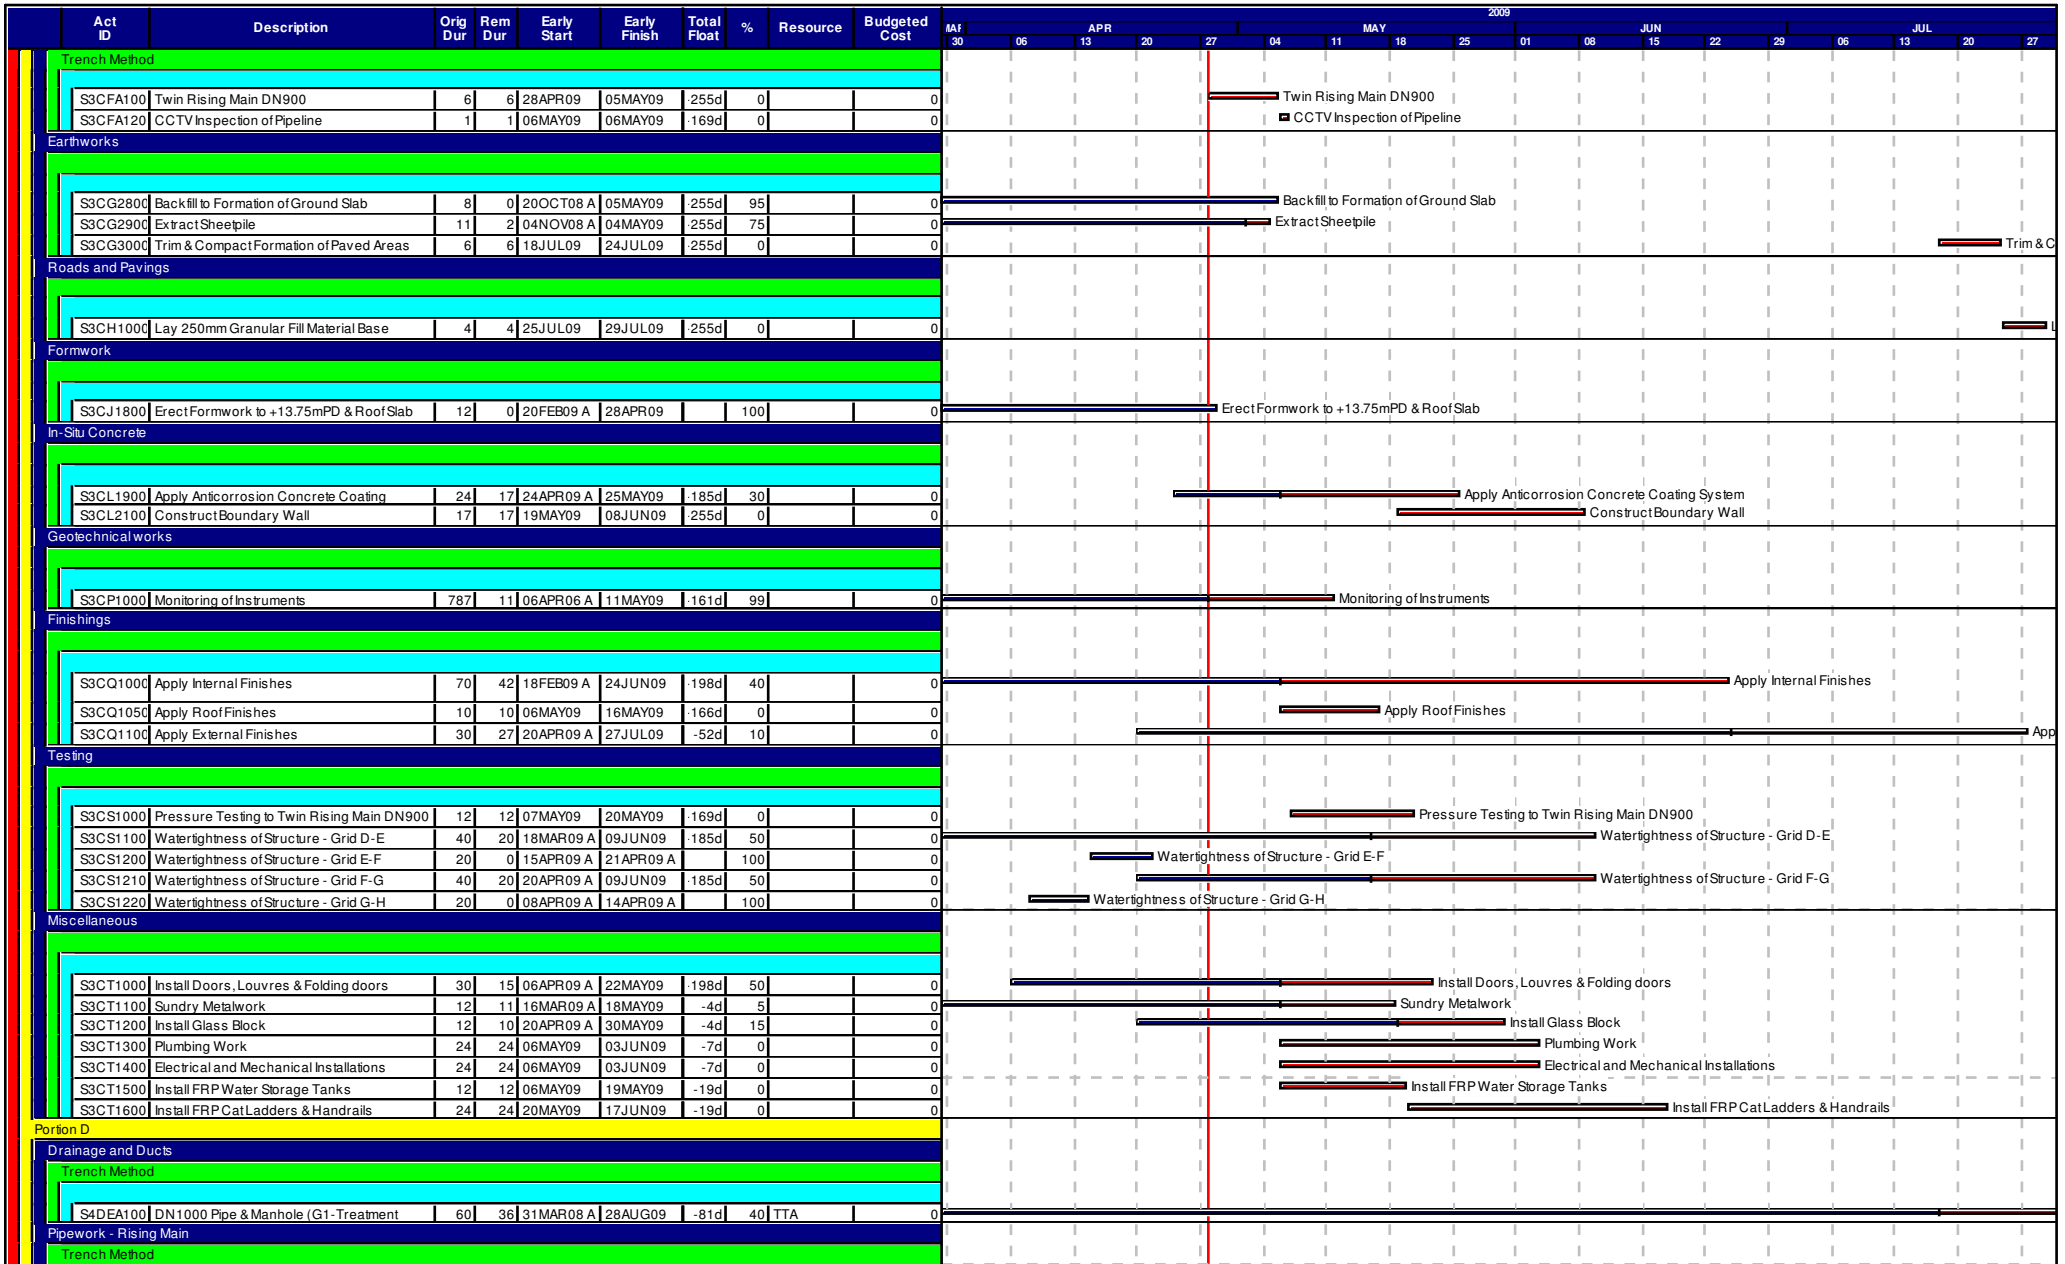 Act ID Description Orig Dur Rem Dur Early Start Early Finish Total Float % Resource Budgeted Cost
2009
MAR APR MAY JUN JUL
30 06 13 20 27 04 11 18 25 01 08 15 22 29 06 13 20 27
Trench Method
S3CFA100 Twin Rising Main DN900 6 6 28APR09 05MAY09 -255d 0 0 Twin Rising Main DN900
S3CFA120 CCTV Inspection of Pipeline 1 1 06MAY09 06MAY09 -169d 0 0 CCTV Inspection of Pipeline
Earthworks
S3CG2800 Backfill to Formation of Ground Slab 8 0 20OCT08 A 05MAY09 -255d 95 0 Backfill to Formation of Ground Slab
S3CG2900 Extract Sheetpile 11 2 04NOV08 A 04MAY09 -255d 75 0 Extract Sheetpile
S3CG3000 Trim & Compact Formation of Paved Areas 6 6 18JUL09 24JUL09 -255d 0 0 Trim & C
Roads and Pavings
S3CH1000 Lay 250mm Granular Fill Material Base 4 4 25JUL09 29JUL09 -255d 0 0 L
Formwork
S3CJ1800 Erect Formwork to +13.75mPD & Roof Slab 12 0 20FEB09 A 28APR09 100 0 Erect Formwork to +13.75mPD & Roof Slab
In-Situ Concrete
S3CL1900 Apply Anticorrosion Concrete Coating 24 17 24APR09 A 25MAY09 -185d 30 0 Apply Anticorrosion Concrete Coating System
S3CL2100 Construct Boundary Wall 17 17 19MAY09 08JUN09 -255d 0 0 Construct Boundary Wall
Geotechnical works
S3CP1000 Monitoring of Instruments 787 11 06APR06 A 11MAY09 -161d 99 0 Monitoring of Instruments
Finishings
S3CQ1000 Apply Internal Finishes 70 42 18FEB09 A 24JUN09 -198d 40 0 Apply Internal Finishes
S3CQ1050 Apply Roof Finishes 10 10 06MAY09 16MAY09 -166d 0 0 Apply Roof Finishes
S3CQ1100 Apply External Finishes 30 27 20APR09 A 27JUL09 -52d 10 0 App
Testing
S3CS1000 Pressure Testing to Twin Rising Main DN900 12 12 07MAY09 20MAY09 -169d 0 0 Pressure Testing to Twin Rising Main DN900
S3CS1100 Watertightness of Structure - Grid D-E 40 20 18MAR09 A 09JUN09 -185d 50 0 Watertightness of Structure - Grid D-E
S3CS1200 Watertightness of Structure - Grid E-F 20 0 15APR09 A 21APR09 A 100 0 Watertightness of Structure - Grid E-F
S3CS1210 Watertightness of Structure - Grid F-G 40 20 20APR09 A 09JUN09 -185d 50 0 Watertightness of Structure - Grid F-G
S3CS1220 Watertightness of Structure - Grid G-H 20 0 08APR09 A 14APR09 A 100 0 Watertightness of Structure - Grid G-H
Miscellaneous
S3CT1000 Install Doors, Louvres & Folding doors 30 15 06APR09 A 22MAY09 -198d 50 0 Install Doors, Louvres & Folding doors
S3CT1100 Sundry Metalwork 12 11 16MAR09 A 18MAY09 -4d 5 0 Sundry Metalwork
S3CT1200 Install Glass Block 12 10 20APR09 A 30MAY09 -4d 15 0 Install Glass Block
S3CT1300 Plumbing Work 24 24 06MAY09 03JUN09 -7d 0 0 Plumbing Work
S3CT1400 Electrical and Mechanical Installations 24 24 06MAY09 03JUN09 -7d 0 0 Electrical and Mechanical Installations
S3CT1500 Install FRP Water Storage Tanks 12 12 06MAY09 19MAY09 -19d 0 0 Install FRP Water Storage Tanks
S3CT1600 Install FRP Cat Ladders & Handrails 24 24 20MAY09 17JUN09 -19d 0 0 Install FRP Cat Ladders & Handrails
Portion D
Drainage and Ducts
Trench Method
S4DEA100 DN1000 Pipe & Manhole (G1-Treatment 60 36 31MAR08 A 28AUG09 -81d 40 TTA 0
Pipework - Rising Main
Trench Method